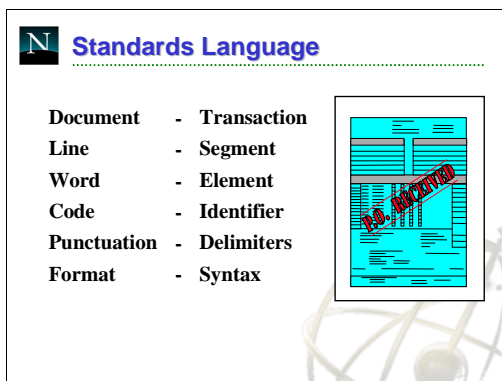 N
Standards Language
Document - Transaction
Line - Segment
Word - Element
Code - Identifier
Punctuation - Delimiters
Format - Syntax
P.O. RECEIVED